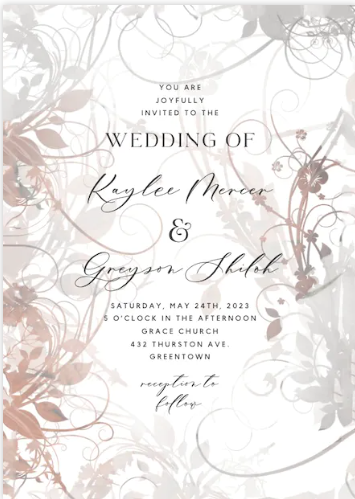 YOU ARE
JOYFULLY
INVITED TO THE
WEDDING OF
Kaylee Mercer
&
Greyson Shiloh
SATURDAY, MAY 24TH, 2023
5 O'CLOCK IN THE AFTERNOON
GRACE CHURCH
432 THURSTON AVE.
GREENTOWN
reception to
follow